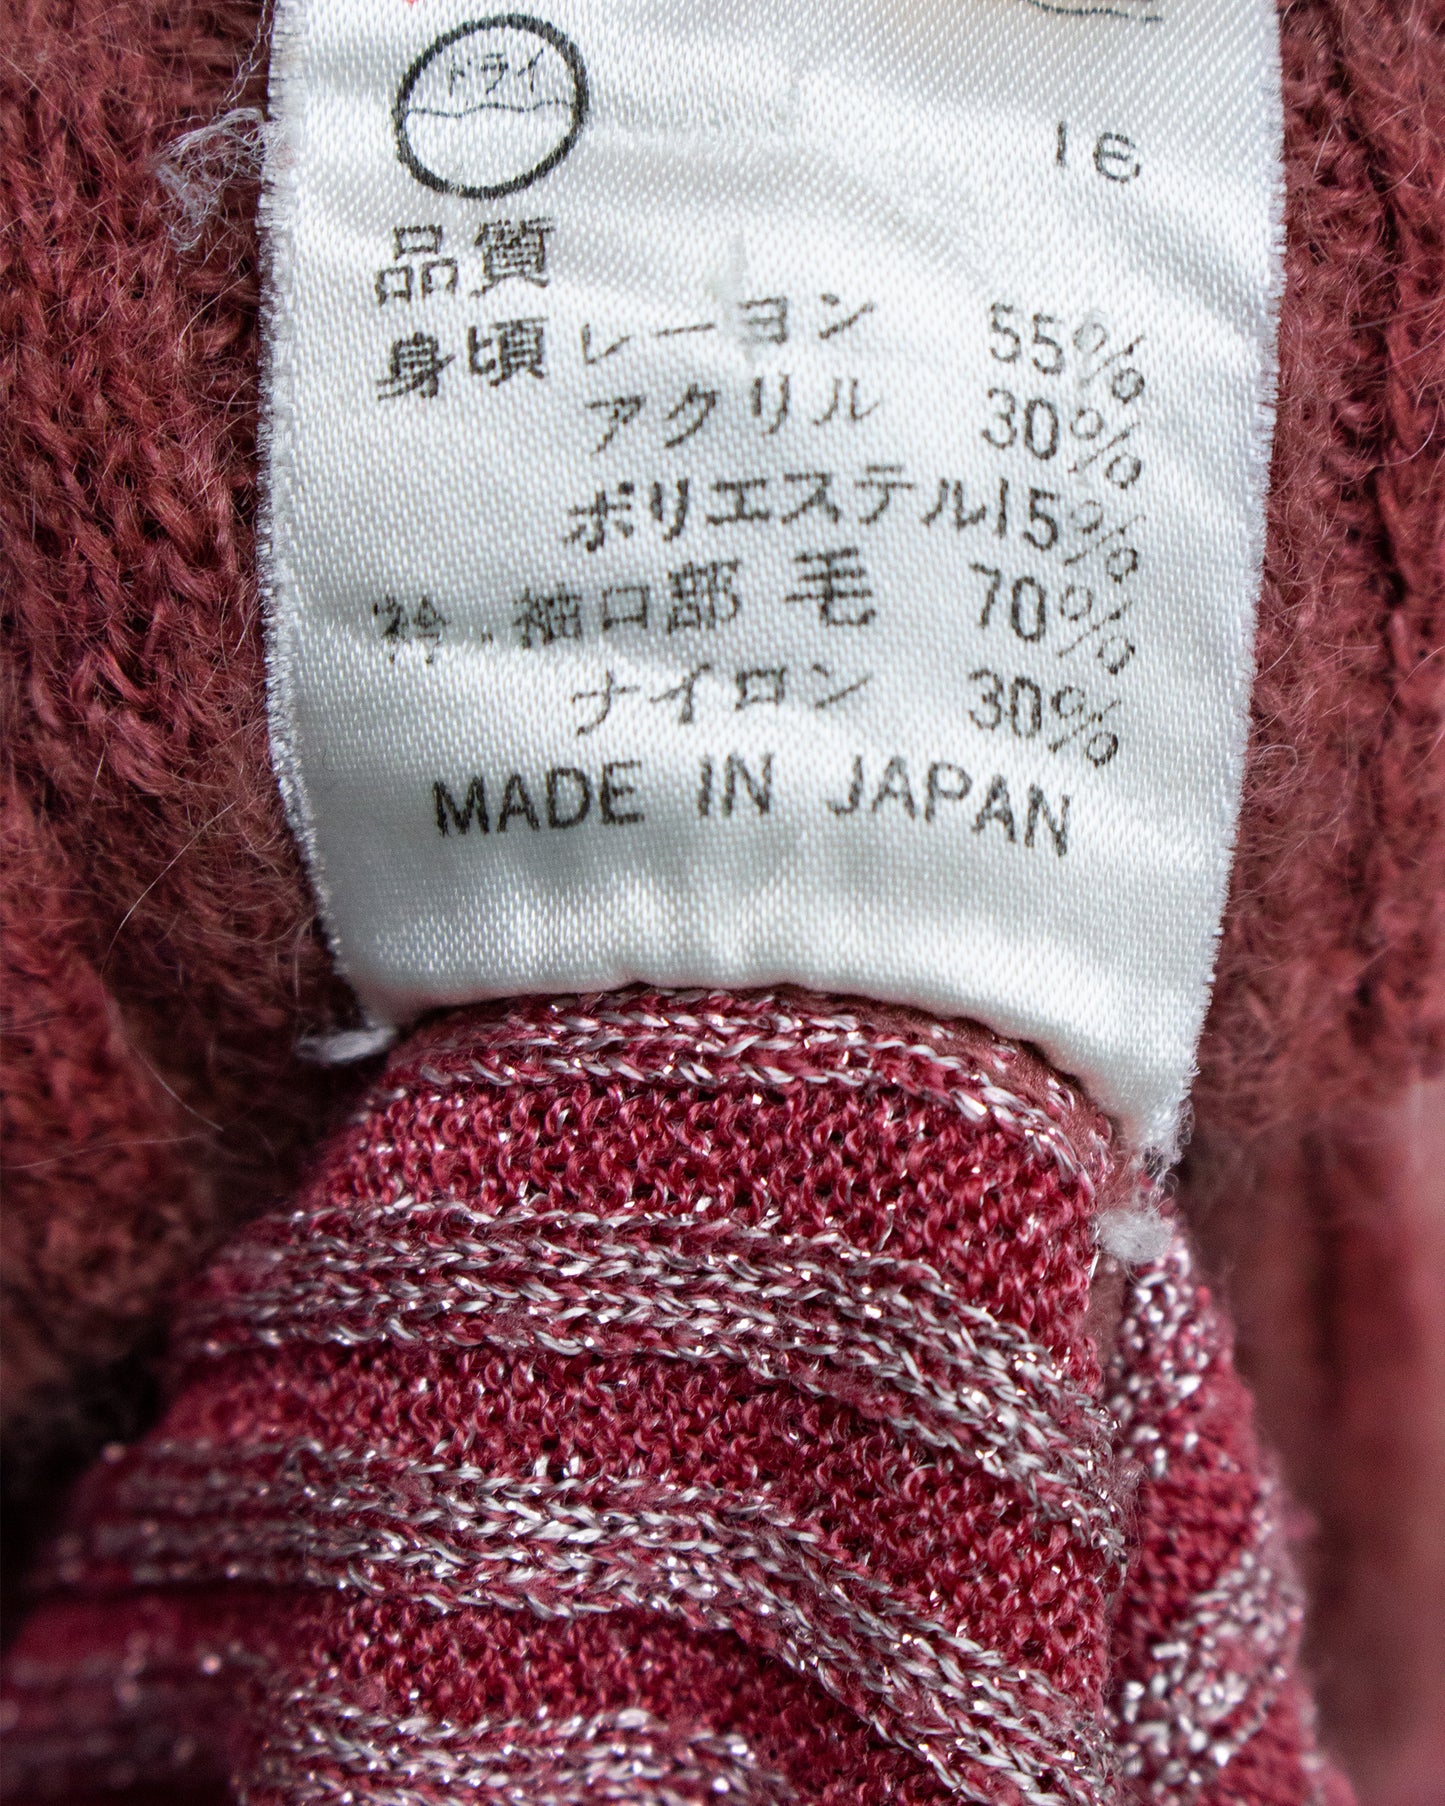 ドライ
16
品質
身頃 レーヨン 55%
アクリル 30%
ポリエステル 15%
衿．袖口部 毛 70%
ナイロン 30%
MADE IN JAPAN